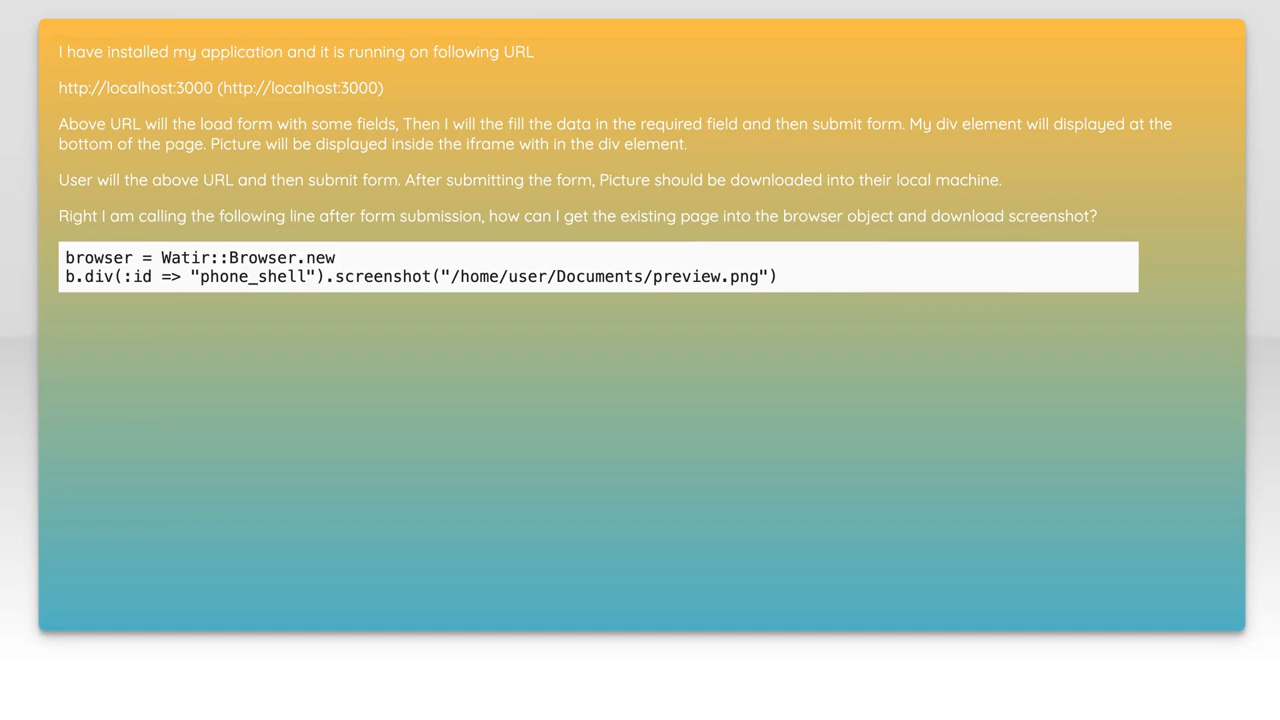 I have installed my application and it is running on following URL
http://localhost:3000 (http://localhost:3000)
Above URL will the load form with some fields, Then I will the fill the data in the required field and then submit form. My div element will displayed at the
bottom of the page. Picture will be displayed inside the iframe with in the div element.
User will the above URL and then submit form. After submitting the form, Picture should be downloaded into their local machine.
Right I am calling the following line after form submission, how can I get the existing page into the browser object and download screenshot?
browser = Watir::Browser.new
b.div(:id => "phone_shell").screenshot("/home/user/Documents/preview.png")